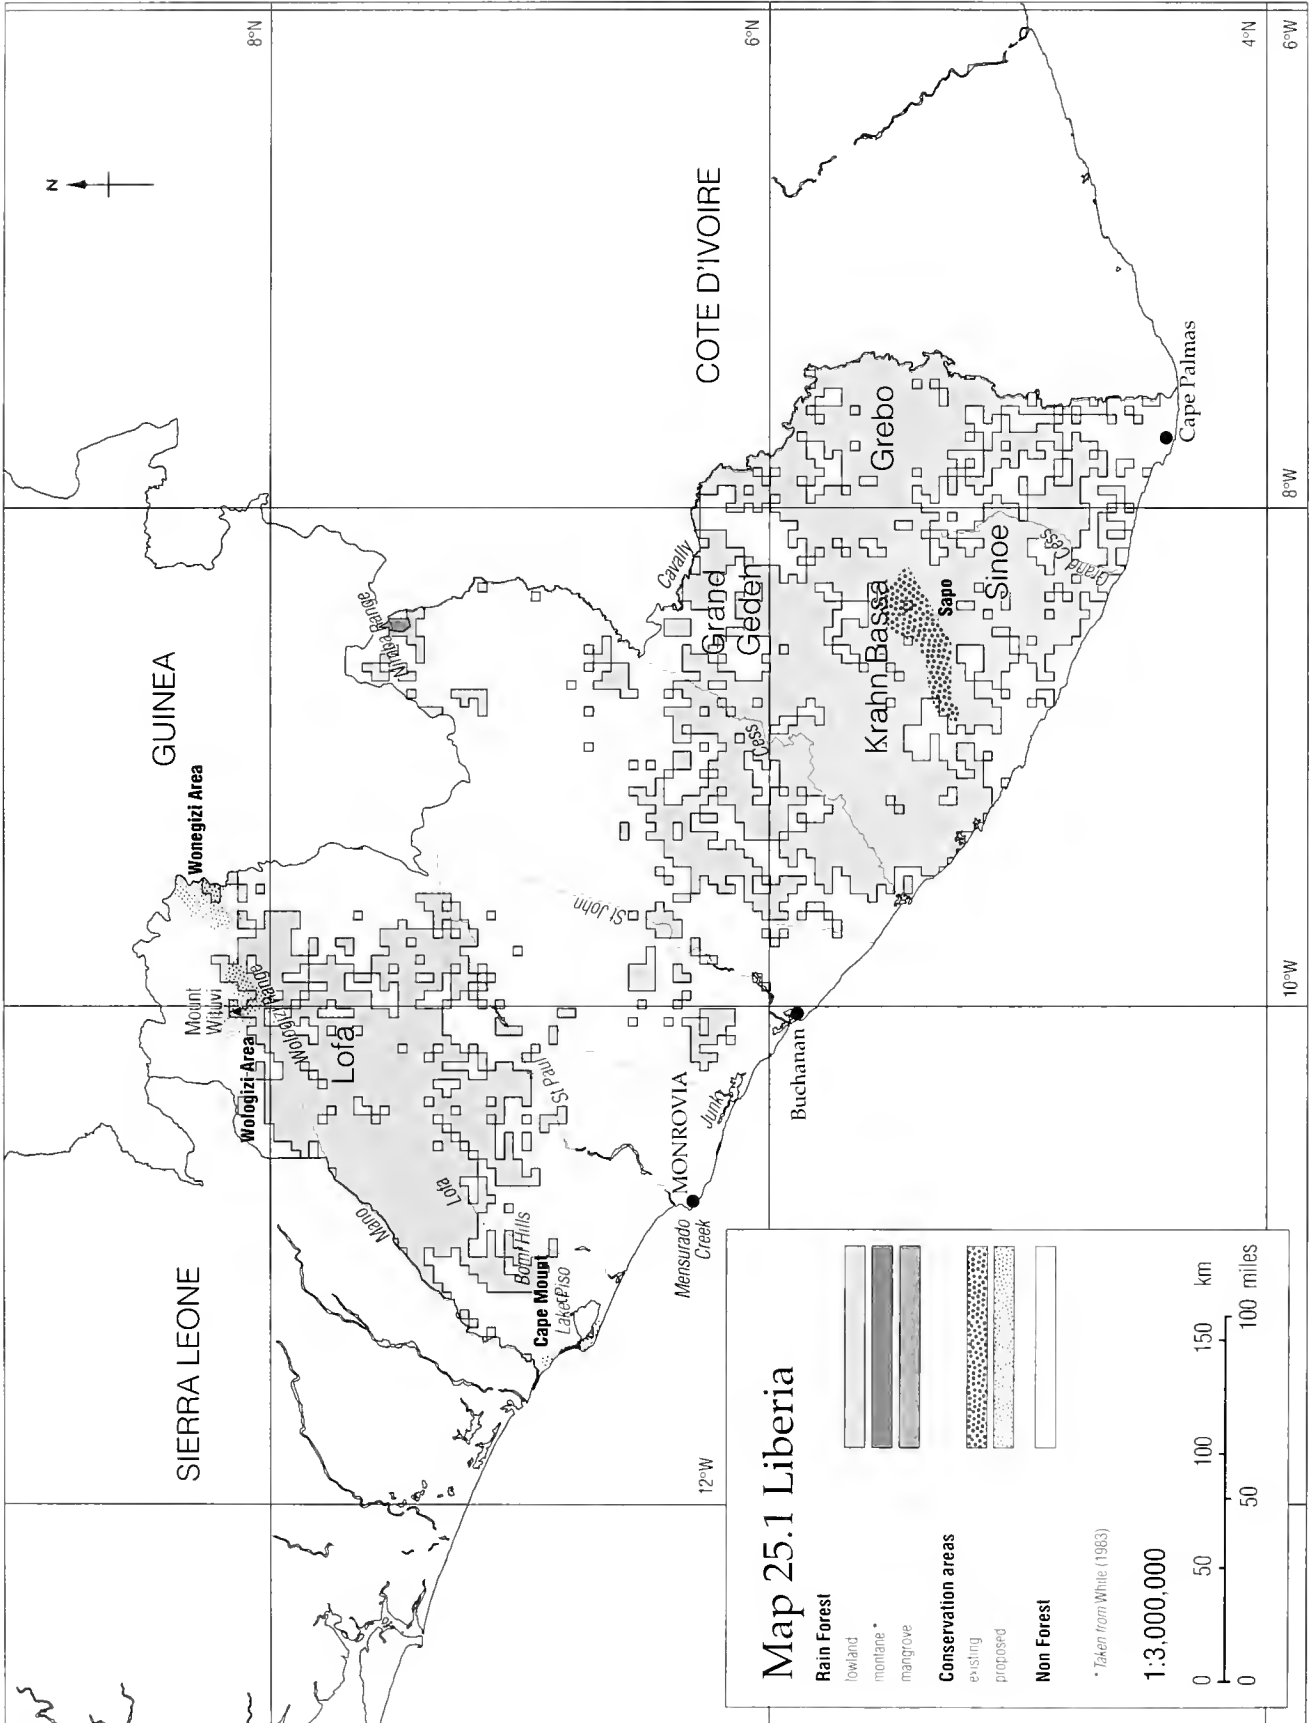 8°N
6°N
4°N
6°W
N
GUINEA
COTE D'IVOIRE
SIERRA LEONE
Wonegizi Area
Mount
Wutuvi
Wologizi Range
Wologizi Area
Lofa
Nimba Range
Cavally
Grand
Gedeh
Grebo
Krahn Bassa
Sapo
Sinoe
Grand Cess
Cess
St John
St Paul
Lofa
Mano
Bomi Hills
Cape Mount
Lake Piso
Mensurado
Creek
MONROVIA
Junk
Buchanan
Cape Palmas
8°W
10°W
12°W
Map 25.1 Liberia
Rain Forest
lowland
montane *
mangrove
Conservation areas
existing
proposed
Non Forest
* Taken from White (1983)
1:3,000,000
0 50 100 150 km
0 50 100 miles